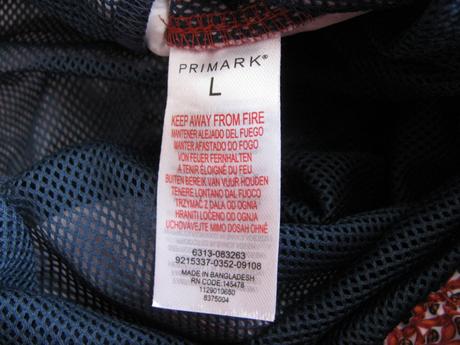 PRIMARK®
L
KEEP AWAY FROM FIRE
MANTENER ALEJADO DEL FUEGO
MANTER AFASTADO DO FOGO
VON FEUER FERNHALTEN
A TENIR ÉLOIGNÉ DU FEU
BUITEN BEREIK VAN VUUR HOUDEN
TENERE LONTANO DAL FUOCO
TRZYMAĆ Z DALA OD OGNIA
HRANITI LOČENO OD OGNJA
UCHOVÁVEJTE MIMO DOSAH OHNĚ
6313-083263
9215337-0352-09108
MADE IN BANGLADESH
RN CODE:145478
1129019660
8375004